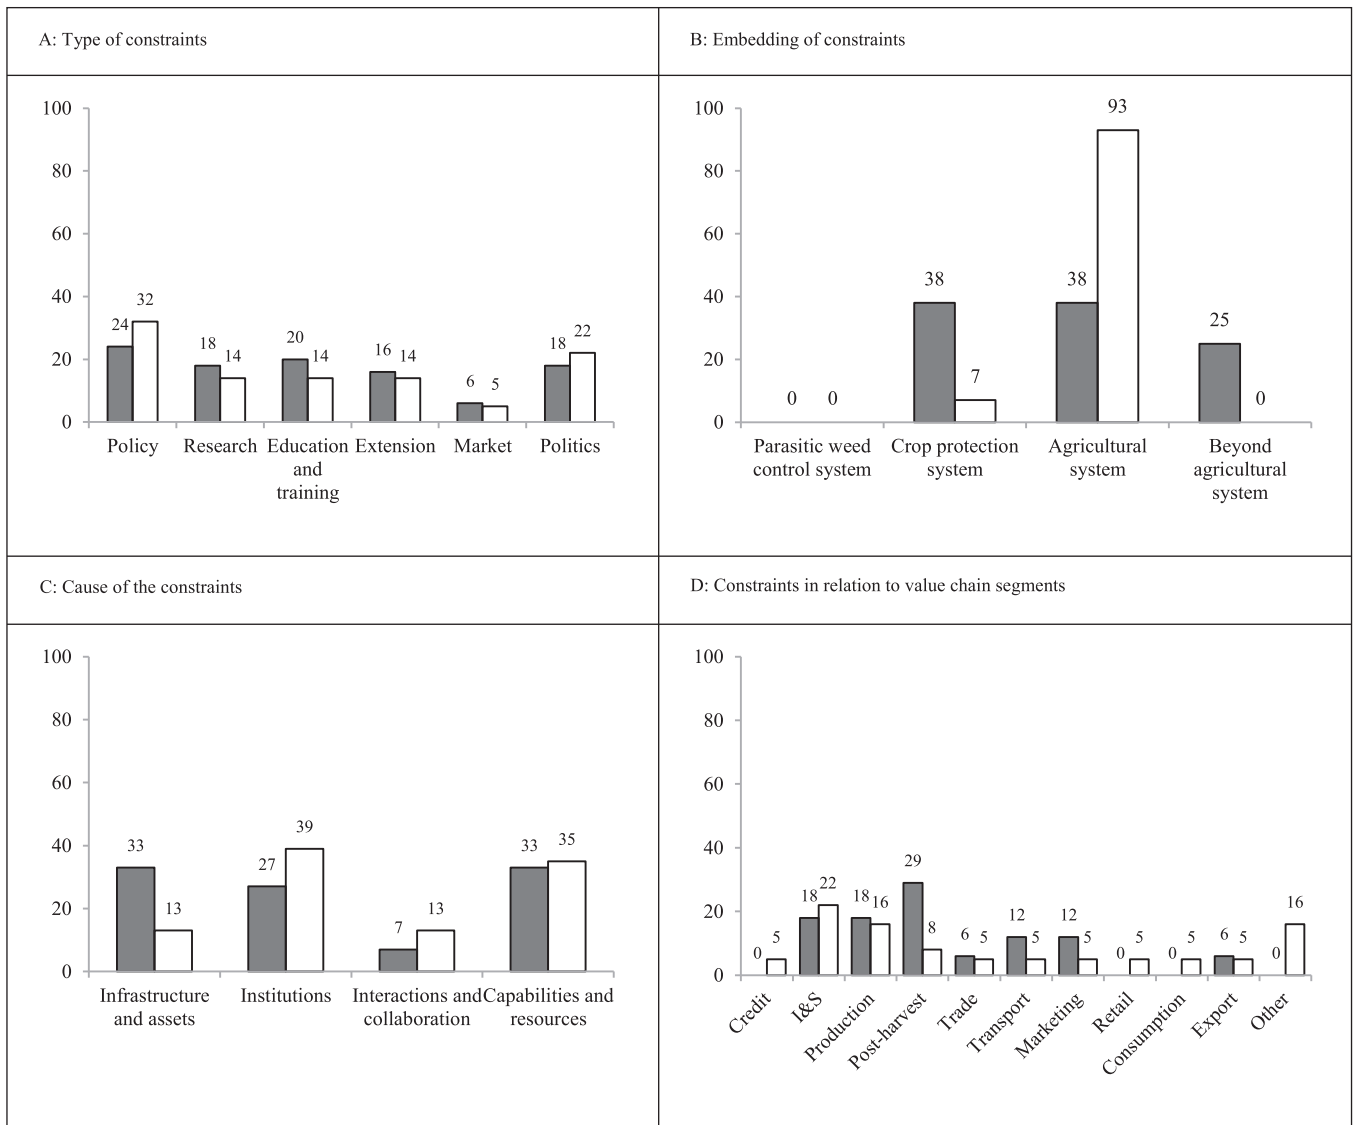 A: Type of constraints
100
80
60
40
20
0
24
32
18
14
20
14
16
14
6
5
18
22
Policy
Research
Education
and
training
Extension
Market
Politics
B: Embedding of constraints
100
80
60
40
20
0
0
0
38
7
38
93
25
0
Parasitic weed
control system
Crop protection
system
Agricultural
system
Beyond
agricultural
system
C: Cause of the constraints
100
80
60
40
20
0
33
13
27
39
7
13
33
35
Infrastructure
and assets
Institutions
Interactions and
collaboration
Capabilities and
resources
D: Constraints in relation to value chain segments
100
80
60
40
20
0
0
5
18
22
18
16
29
8
6
5
12
5
12
5
0
5
0
5
6
5
0
16
Credit
I&S
Production
Post-harvest
Trade
Transport
Marketing
Retail
Consumption
Export
Other